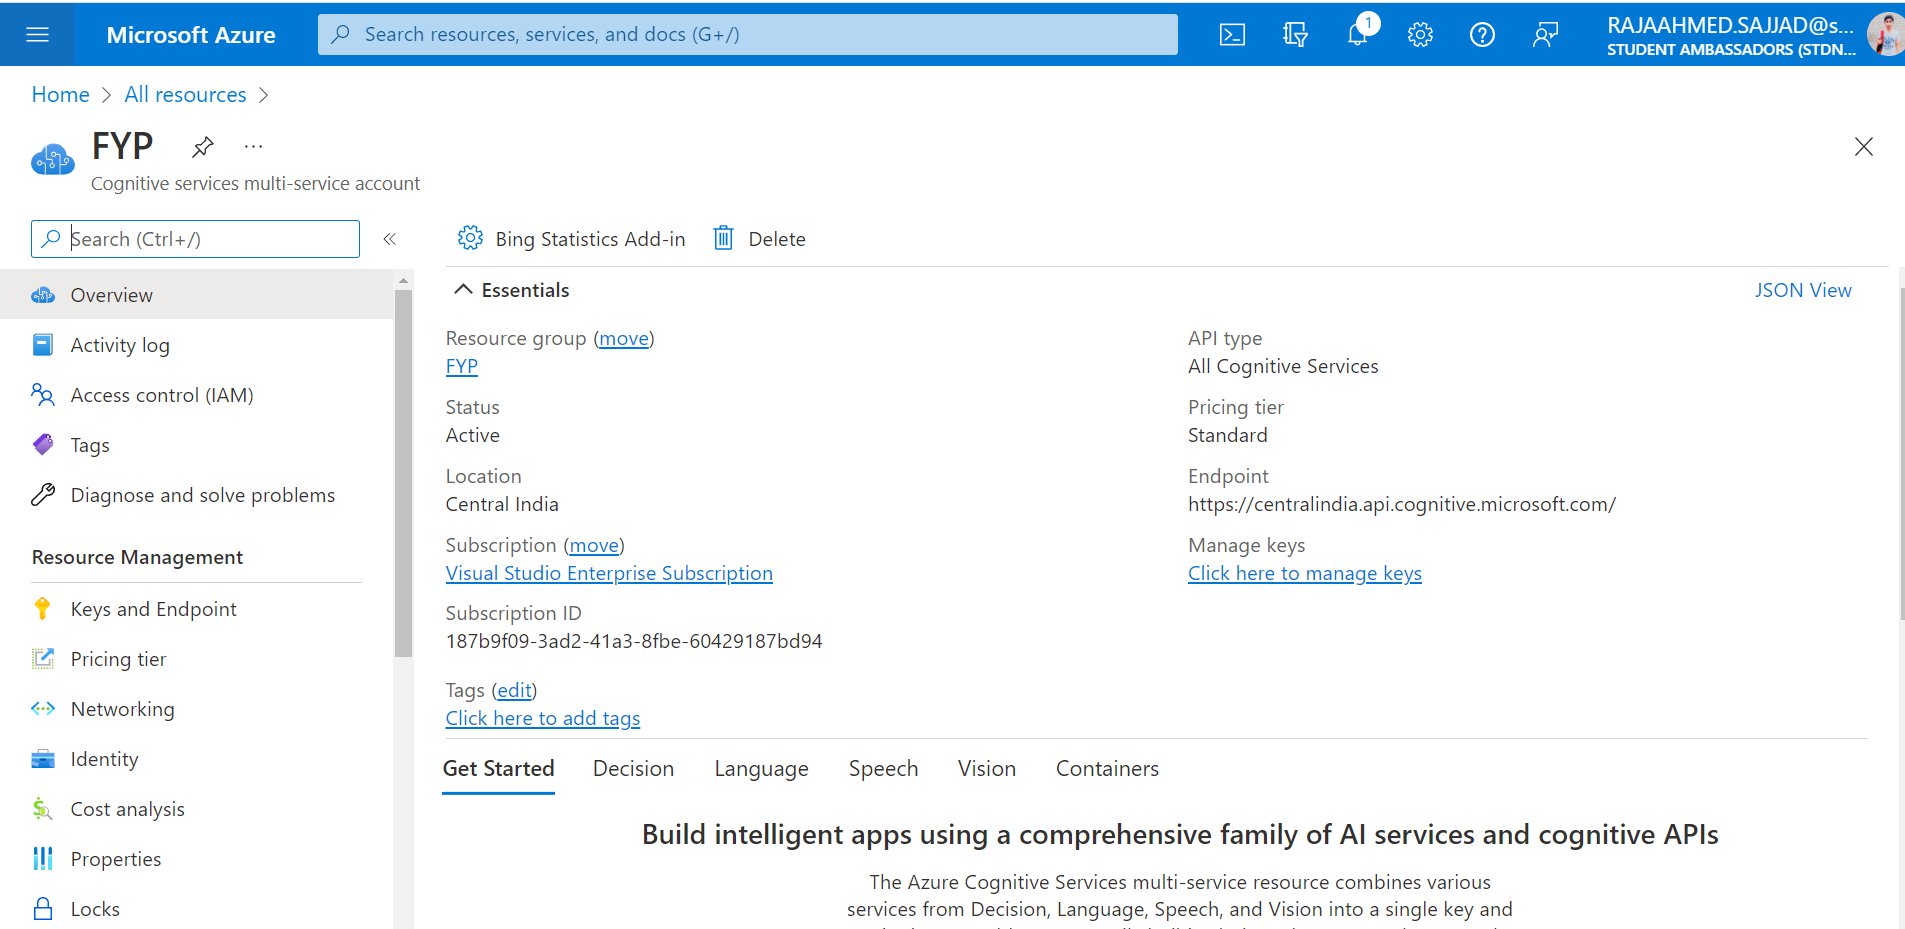 Microsoft Azure
Search resources, services, and docs (G+/)
1
RAJAAHMED.SAJJAD@s...
STUDENT AMBASSADORS (STDN...
Home > All resources >
FYP
...
Cognitive services multi-service account
Search (Ctrl+/)
«
Bing Statistics Add-in
Delete
Overview
Activity log
Access control (IAM)
Tags
Diagnose and solve problems
Resource Management
Keys and Endpoint
Pricing tier
Networking
Identity
Cost analysis
Properties
Locks
Essentials
JSON View
Resource group (move)
FYP
Status
Active
Location
Central India
Subscription (move)
Visual Studio Enterprise Subscription
Subscription ID
187b9f09-3ad2-41a3-8fbe-60429187bd94
Tags (edit)
Click here to add tags
API type
All Cognitive Services
Pricing tier
Standard
Endpoint
https://centralindia.api.cognitive.microsoft.com/
Manage keys
Click here to manage keys
Get Started
Decision
Language
Speech
Vision
Containers
Build intelligent apps using a comprehensive family of AI services and cognitive APIs
The Azure Cognitive Services multi-service resource combines various
services from Decision, Language, Speech, and Vision into a single key and